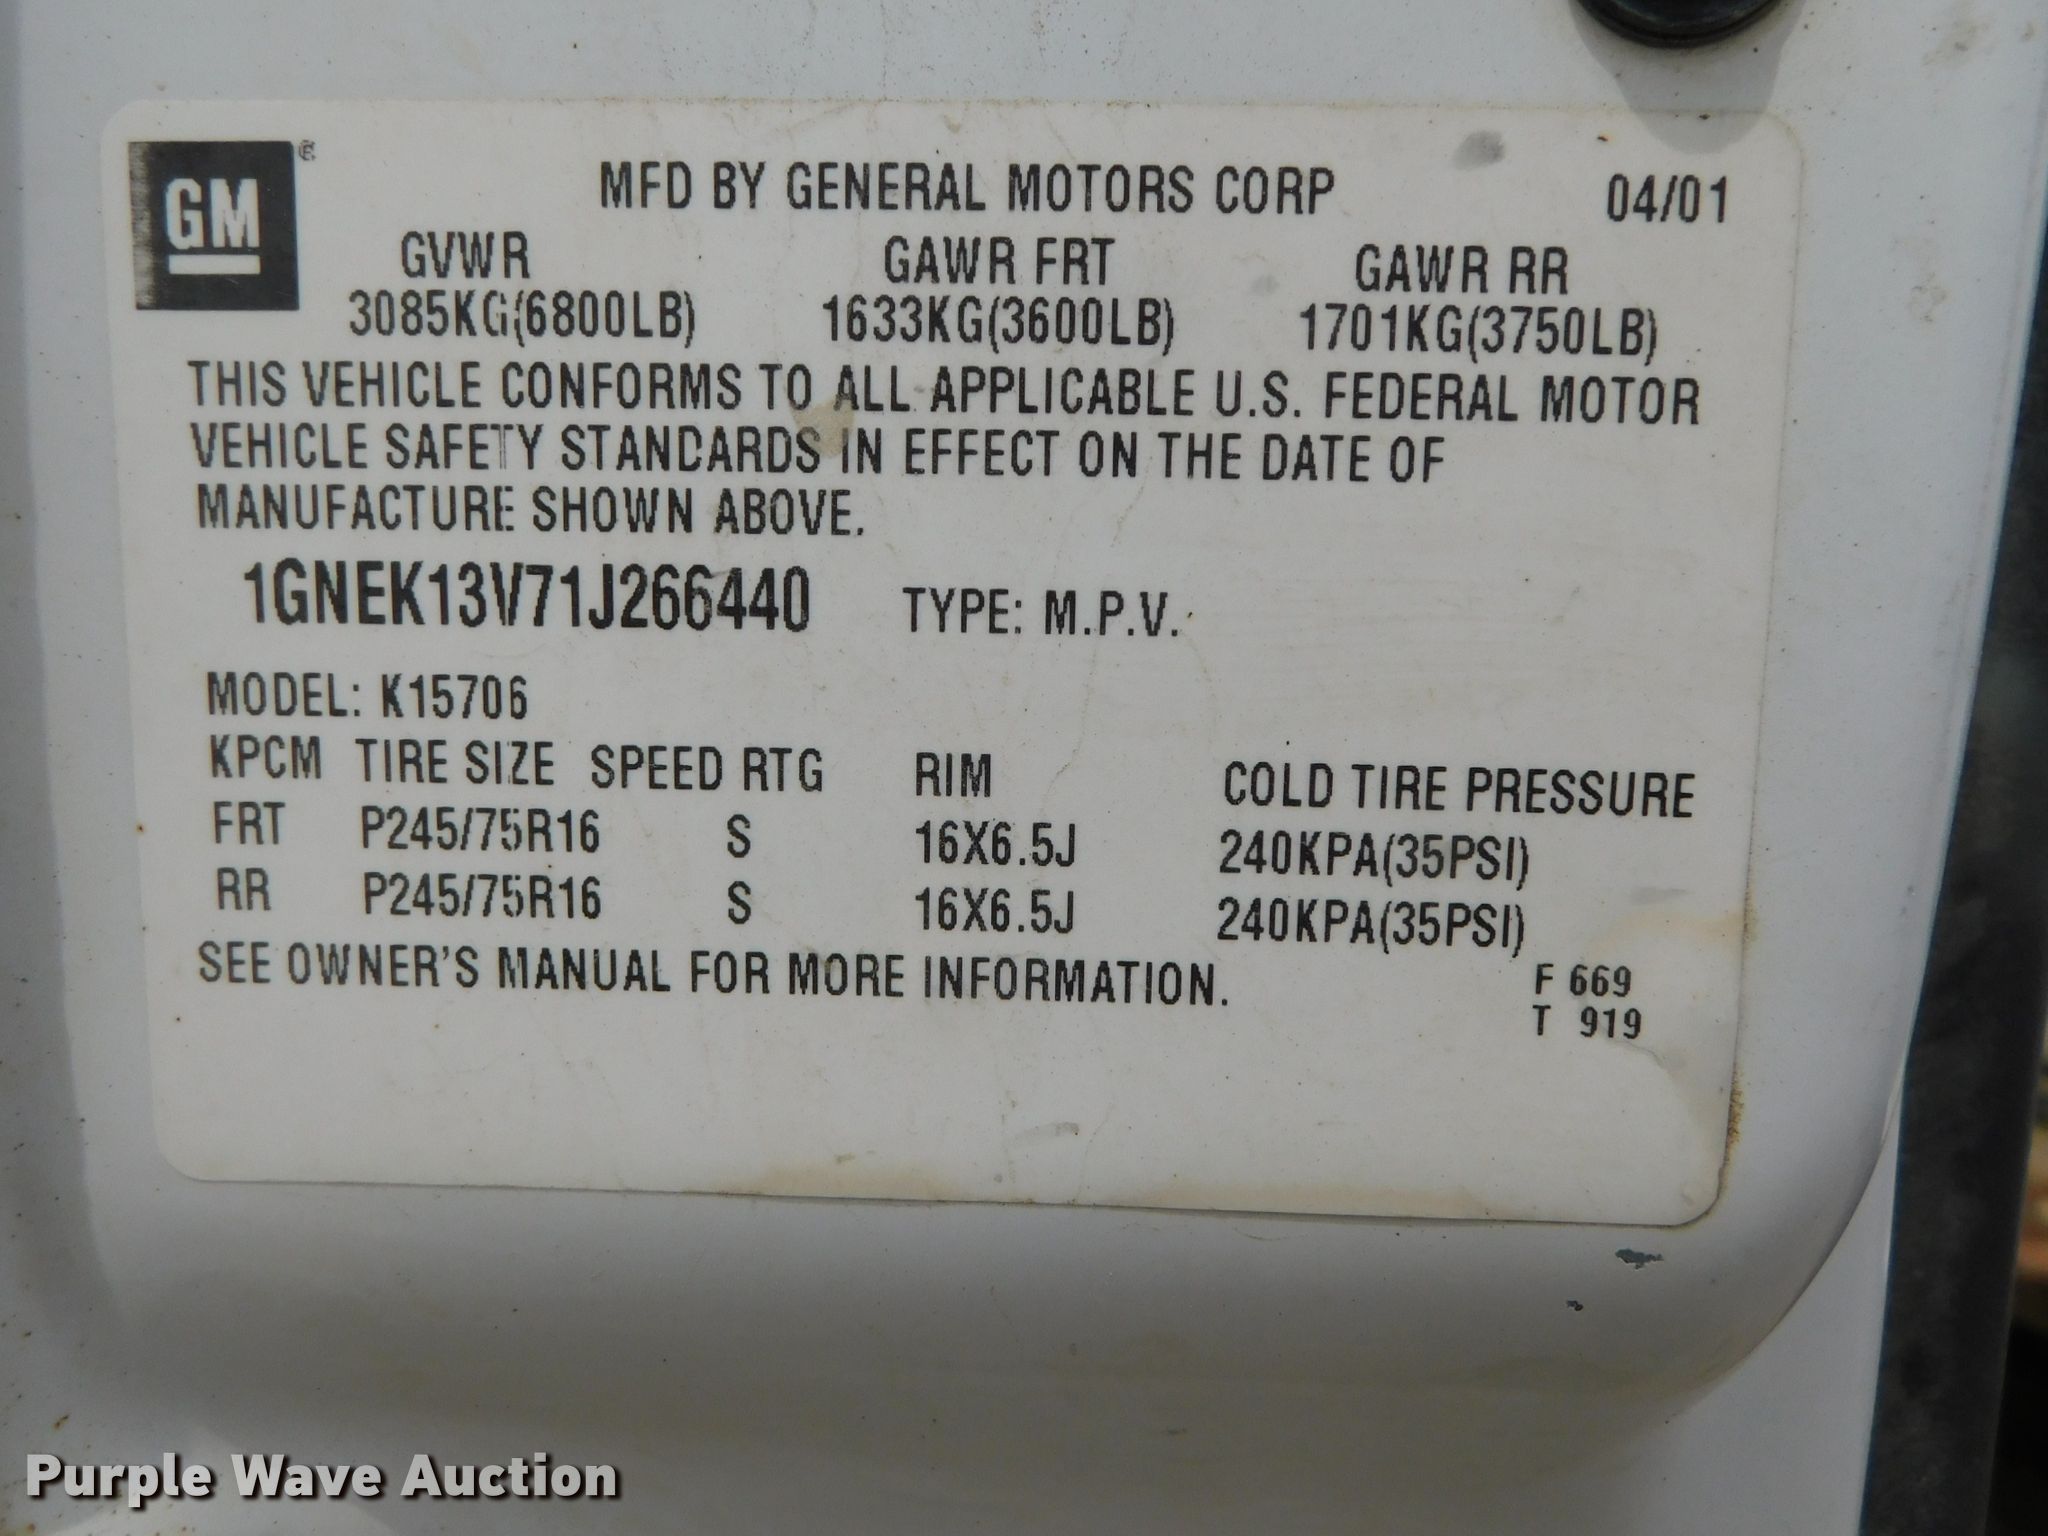 GM
MFD BY GENERAL MOTORS CORP 04/01
GVWR GAWR FRT GAWR RR
3085KG(6800LB) 1633KG(3600LB) 1701KG(3750LB)
THIS VEHICLE CONFORMS TO ALL APPLICABLE U.S. FEDERAL MOTOR
VEHICLE SAFETY STANDARDS IN EFFECT ON THE DATE OF
MANUFACTURE SHOWN ABOVE.
1GNEK13V71J266440 TYPE: M.P.V.
MODEL: K15706
KPCM TIRE SIZE SPEED RTG RIM COLD TIRE PRESSURE
FRT P245/75R16 S 16X6.5J 240KPA(35PSI)
RR P245/75R16 S 16X6.5J 240KPA(35PSI)
SEE OWNER'S MANUAL FOR MORE INFORMATION.
F 669
T 919
Purple Wave Auction